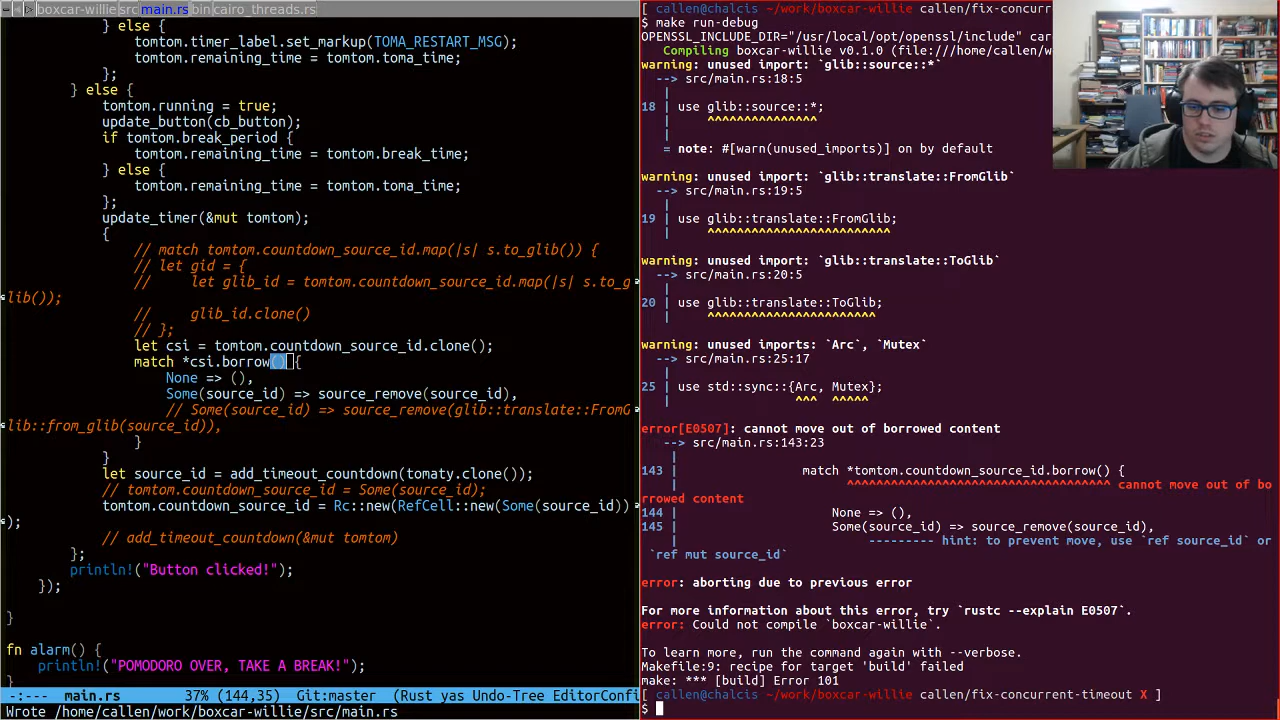 boxcar-willie src main.rs bin cairo_threads.rs
} else {
tomtom.timer_label.set_markup(TOMA_RESTART_MSG);
tomtom.remaining_time = tomtom.toma_time;
};
} else {
tomtom.running = true;
update_button(cb_button);
if tomtom.break_period {
tomtom.remaining_time = tomtom.break_time;
} else {
tomtom.remaining_time = tomtom.toma_time;
};
update_timer(&mut tomtom);
{
// match tomtom.countdown_source_id.map(|s| s.to_glib()) {
// let gid = {
//     let glib_id = tomtom.countdown_source_id.map(|s| s.to_g
lib());
//     glib_id.clone()
// };
let csi = tomtom.countdown_source_id.clone();
match *csi.borrow() {
None => (),
Some(source_id) => source_remove(source_id),
// Some(source_id) => source_remove(glib::translate::FromG
lib::from_glib(source_id)),
}
}
let source_id = add_timeout_countdown(tomaty.clone());
// tomtom.countdown_source_id = Some(source_id);
tomtom.countdown_source_id = Rc::new(RefCell::new(Some(source_id))
);
// add_timeout_countdown(&mut tomtom)
};
println!("Button clicked!");
});
}
fn alarm() {
println!("POMODORO OVER, TAKE A BREAK!");
}
-:---  main.rs        37% (144,35)   Git:master  (Rust yas Undo-Tree EditorConfi
Wrote /home/callen/work/boxcar-willie/src/main.rs
[ callen@chalcis ~/work/boxcar-willie callen/fix-concurr
$ make run-debug
OPENSSL_INCLUDE_DIR="/usr/local/opt/openssl/include" car
Compiling boxcar-willie v0.1.0 (file:///home/callen/w
warning: unused import: `glib::source::*`
--> src/main.rs:18:5
|
18 | use glib::source::*;
| ^^^^^^^^^^^^^^^
|
= note: #[warn(unused_imports)] on by default
warning: unused import: `glib::translate::FromGlib`
--> src/main.rs:19:5
|
19 | use glib::translate::FromGlib;
| ^^^^^^^^^^^^^^^^^^^^^^^^^
warning: unused import: `glib::translate::ToGlib`
--> src/main.rs:20:5
|
20 | use glib::translate::ToGlib;
| ^^^^^^^^^^^^^^^^^^^^^^^
warning: unused imports: `Arc`, `Mutex`
--> src/main.rs:25:17
|
25 | use std::sync::{Arc, Mutex};
| ^^^  ^^^^^
error[E0507]: cannot move out of borrowed content
--> src/main.rs:143:23
|
143 | match *tomtom.countdown_source_id.borrow() {
| ^^^^^^^^^^^^^^^^^^^^^^^^^^^^^^^^^^^ cannot move out of bo
rrowed content
144 | None => (),
145 | Some(source_id) => source_remove(source_id),
| --------- hint: to prevent move, use `ref source_id` or
`ref mut source_id`
error: aborting due to previous error
For more information about this error, try `rustc --explain E0507`.
error: Could not compile `boxcar-willie`.
To learn more, run the command again with --verbose.
Makefile:9: recipe for target 'build' failed
make: *** [build] Error 101
[ callen@chalcis ~/work/boxcar-willie callen/fix-concurrent-timeout X ]
$